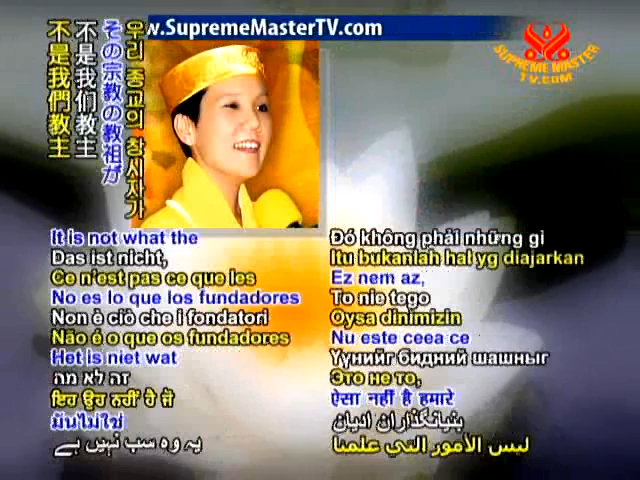 w.SupremeMasterTV.com
SUPREME MASTER
TV.COM
우리 종교의 창시자가
その宗教の教祖が
不是我们教主
不是我們教主
It is not what the
Das ist nicht,
Ce n'est pas ce que les
No es lo que los fundadores
Non è ciò che i fondatori
Não é o que os fundadores
Het is niet wat
זה לא מה
ਇਹ ਉਹ ਨਹੀਂ ਹੈ ਜੋ
มันไม่ใช่
یہ وہ سب نہیں ہے
Đó không phải những gì
Itu bukanlah hal yg diajarkan
Ez nem az,
To nie tego
Oysa dinimizin
Nu este ceea ce
Үүнийг бидний шашныг
Это не то,
ऐसा नहीं है हमारे
بنیانگذاران ادیان
ليس الأمور التي علمنا